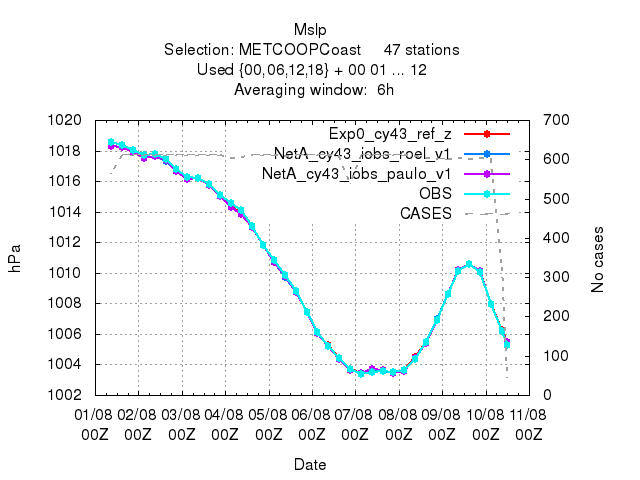 Mslp
Selection: METCOOPCoast 47 stations
Used {00,06,12,18} + 00 01 ... 12
Averaging window: 6h
1020
1018
1016
1014
1012
1010
1008
1006
1004
1002
hPa
700
600
500
400
300
200
100
0
No cases
Exp0_cy43_ref_z
NetA_cy43_iobs_roel_v1
NetA_cy43_iobs_paulo_v1
OBS
CASES
01/08 02/08 03/08 04/08 05/08 06/08 07/08 08/08 09/08 10/08 11/08
00Z 00Z 00Z 00Z 00Z 00Z 00Z 00Z 00Z 00Z 00Z
Date